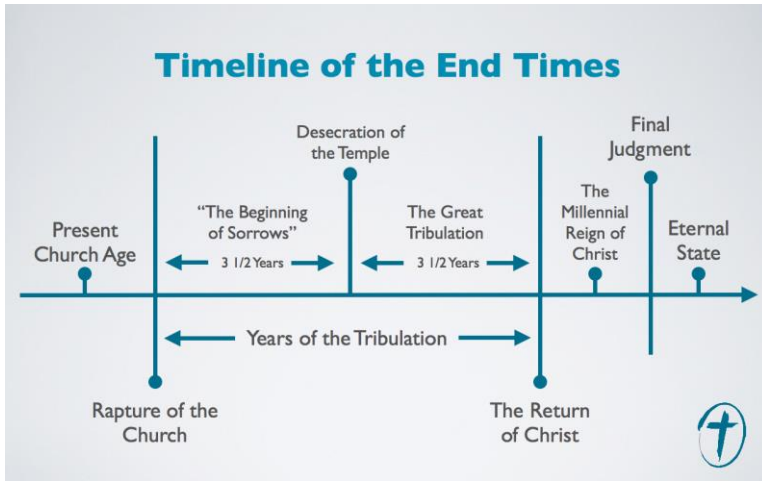 Timeline of the End Times
Present
Church Age
Rapture of the
Church
"The Beginning
of Sorrows"
3 1/2 Years
Desecration of
the Temple
The Great
Tribulation
3 1/2 Years
Years of the Tribulation
The Return
of Christ
The
Millennial
Reign of
Christ
Final
Judgment
Eternal
State